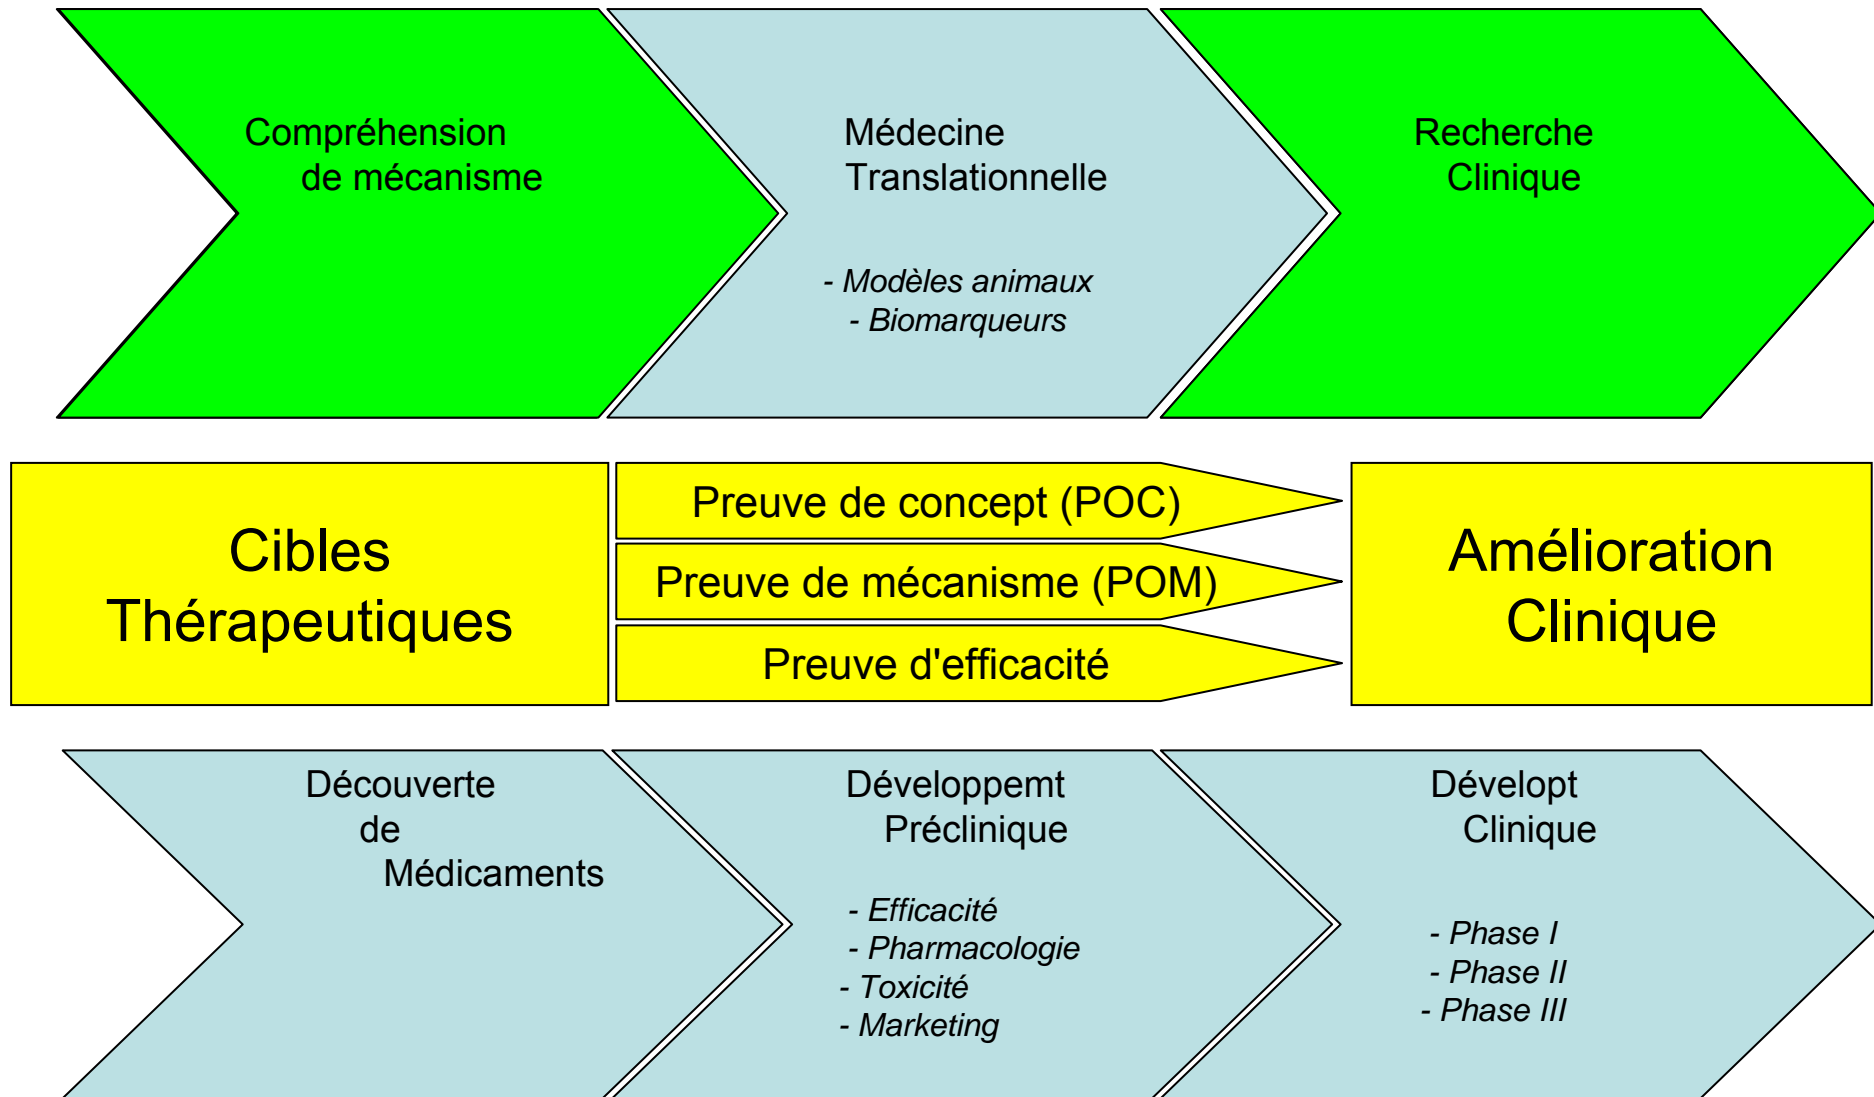 Compréhension
de mécanisme
Médecine
Translationnelle
- Modèles animaux
- Biomarqueurs
Recherche
Clinique
Cibles
Thérapeutiques
Preuve de concept (POC)
Preuve de mécanisme (POM)
Preuve d'efficacité
Amélioration
Clinique
Découverte
de
Médicaments
Développemt
Préclinique
- Efficacité
- Pharmacologie
- Toxicité
- Marketing
Dévelopt
Clinique
- Phase I
- Phase II
- Phase III